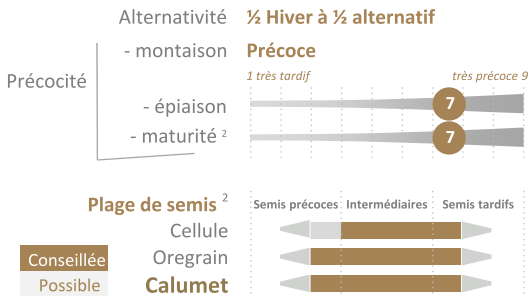 Alternativité ½ Hiver à ½ alternatif
- montaison Précoce
1 très tardif très précoce 9
Précocité
- épiaison 7
- maturité 2 7
Plage de semis 2 Semis précoces Intermédiaires Semis tardifs
Cellule
Conseillée Oregrain
Possible Calumet